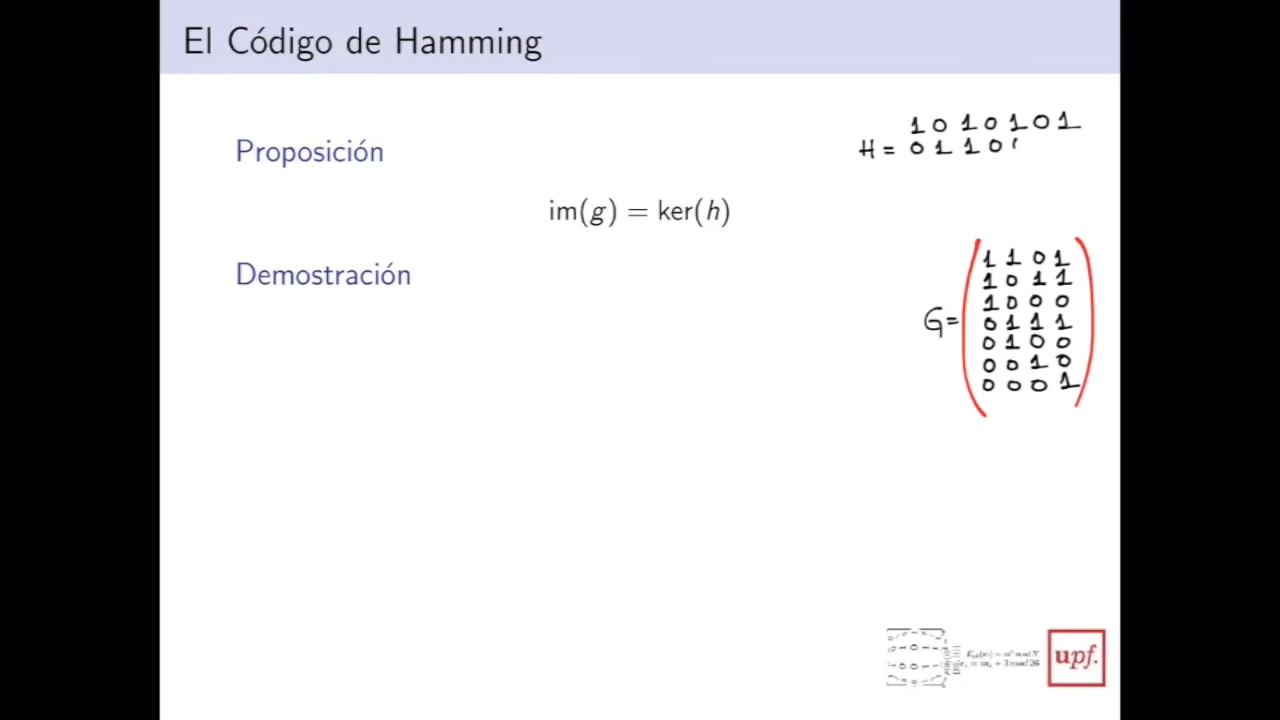 El Código de Hamming
1 0 1 0 1 0 1
Proposición
H = 0 1 1 0
im(g) = ker(h)
1 1 0 1
Demostración
1 0 1 1
1 0 0 0
G = 0 1 1 1
0 1 0 0
0 0 1 0
0 0 0 1
upf.